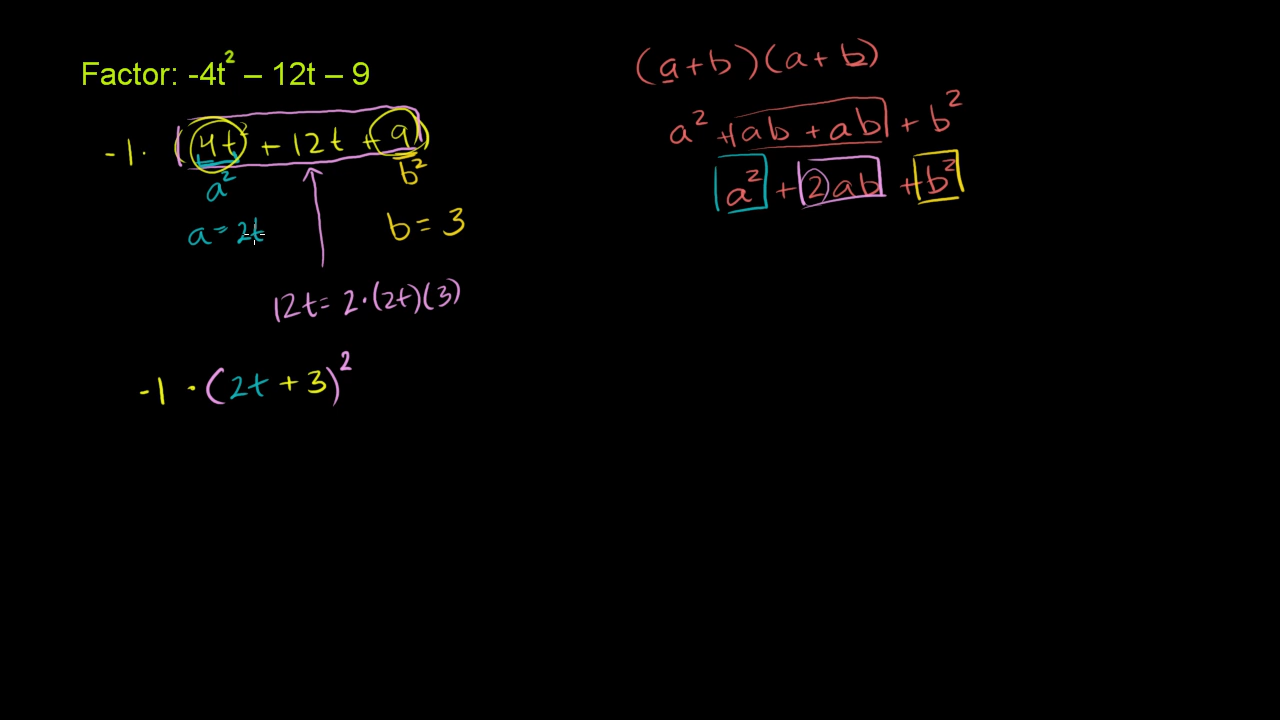 Factor: -4t² – 12t – 9
-1 · (4t² + 12t + 9)
a² b²
a = 2t b = 3
12t = 2 · (2t)(3)
-1 · (2t + 3)²
(a + b)(a + b)
a² + ab + ab + b²
a² + 2ab + b²